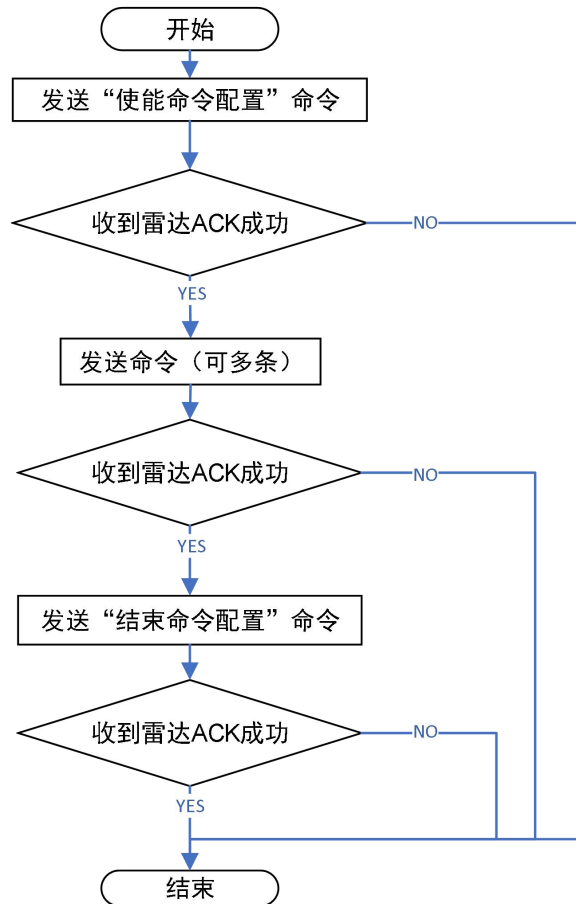 开始
发送“使能命令配置”命令
收到雷达ACK成功
NO
YES
发送命令（可多条）
收到雷达ACK成功
NO
YES
发送“结束命令配置”命令
收到雷达ACK成功
NO
YES
结束